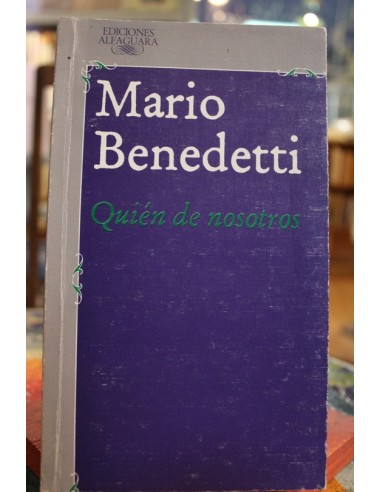 EDICIONES
ALFAGUARA
Mario
Benedetti
Quién de nosotros